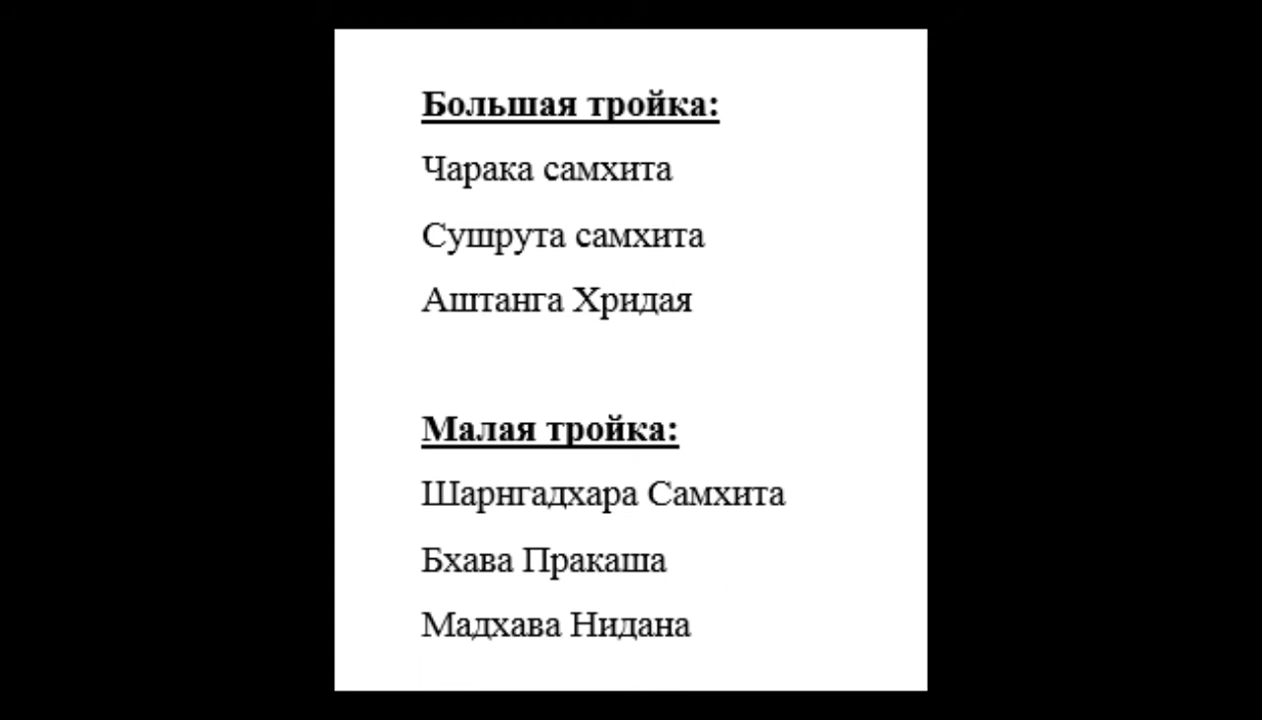 Большая тройка:
Чарака самхита
Сушрута самхита
Аштанга Хридая
Малая тройка:
Шарнгадхара Самхита
Бхава Пракаша
Мадхава Нидана